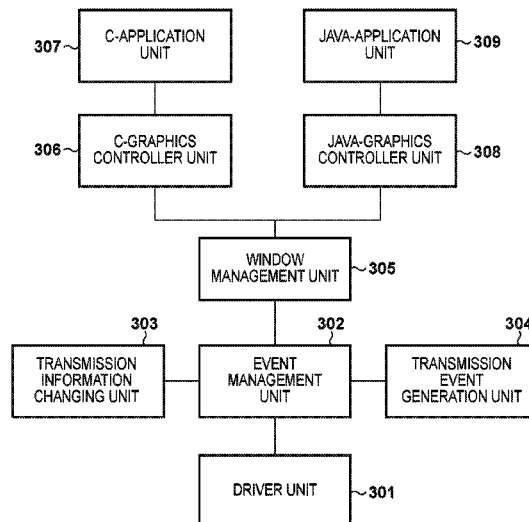 307
C-APPLICATION
UNIT
JAVA-APPLICATION
UNIT
309
306
C-GRAPHICS
CONTROLLER UNIT
JAVA-GRAPHICS
CONTROLLER UNIT
308
WINDOW
MANAGEMENT UNIT
305
303
302
304
TRANSMISSION
INFORMATION
CHANGING UNIT
EVENT
MANAGEMENT
UNIT
TRANSMISSION
EVENT
GENERATION UNIT
DRIVER UNIT
301